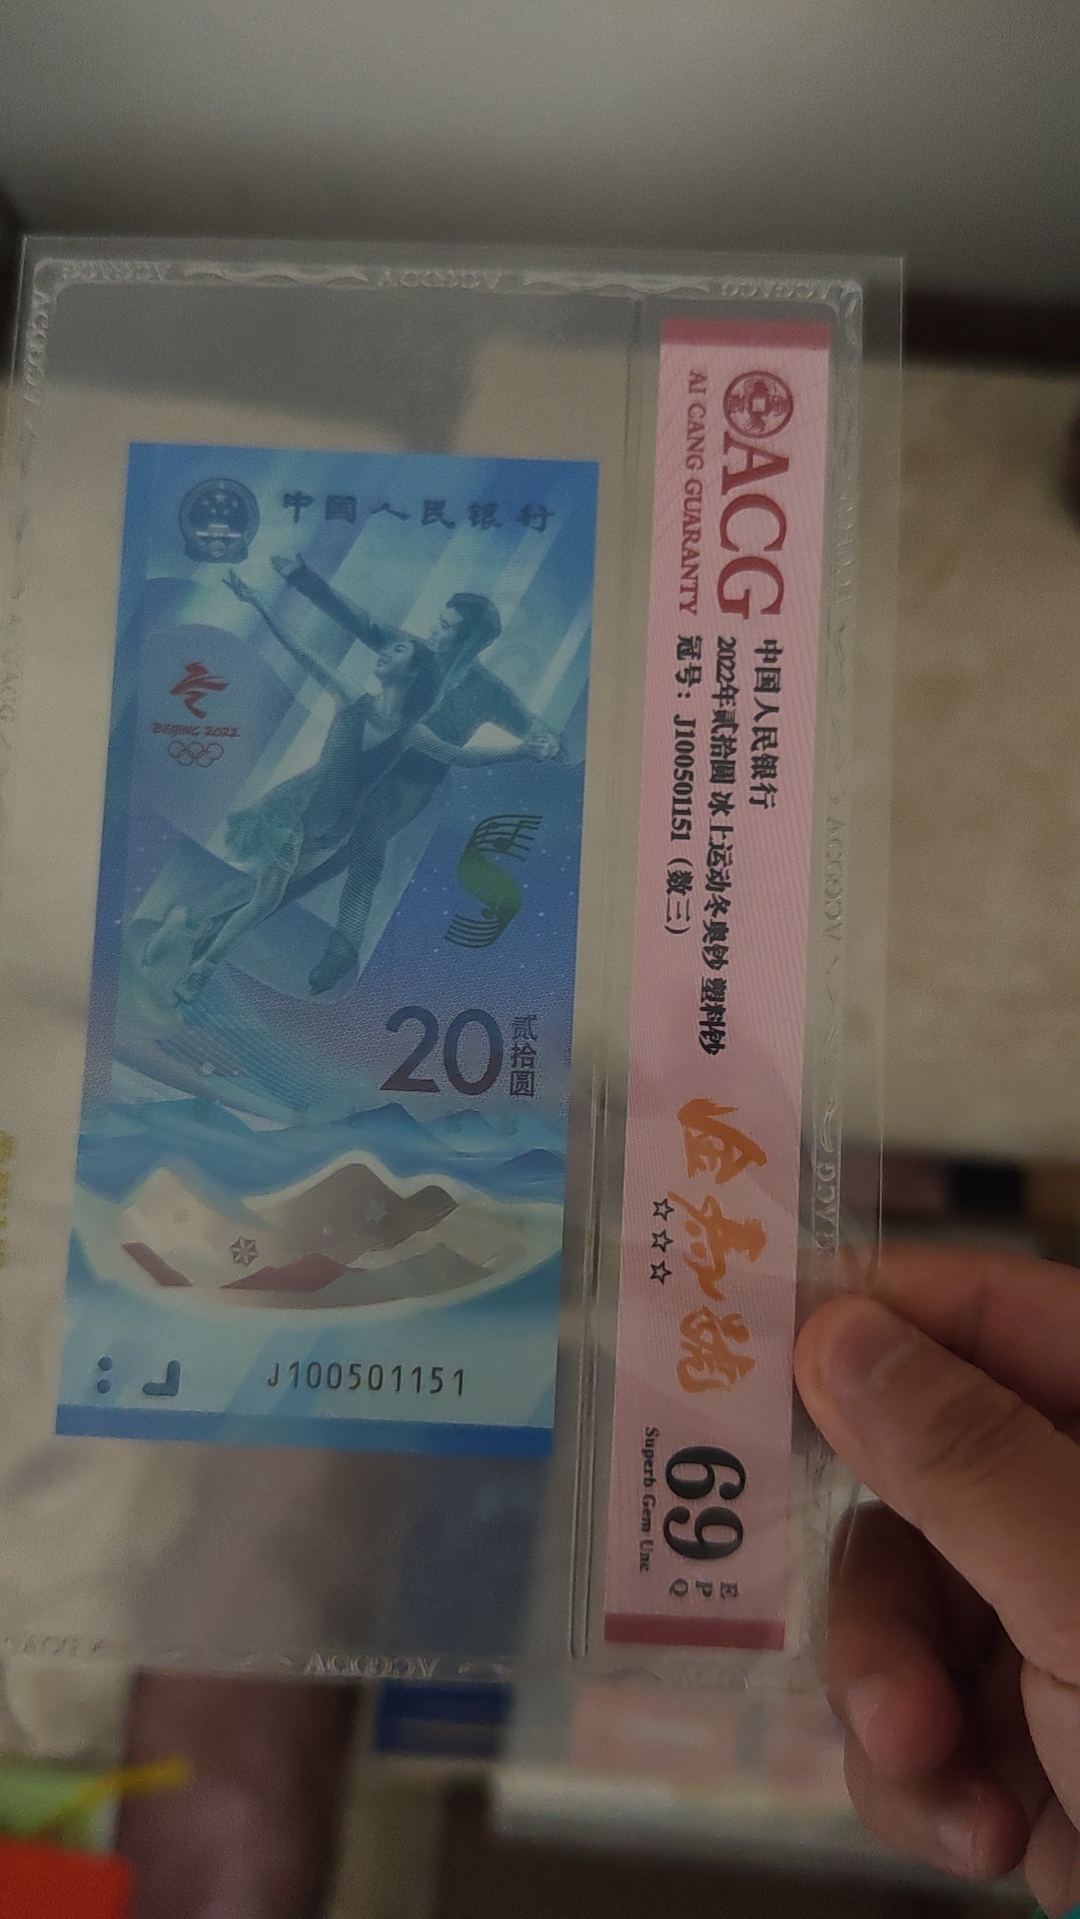 中国人民银行
BEIJING 2022
20
贰拾圆
J100501151
ACG
AI CANG GUARANTY
中国人民银行
2022年贰拾圆 冰上运动冬奥钞 塑料钞
冠号：J100501151（数三）
☆☆☆
69
EPQ
Superb Gem Unc